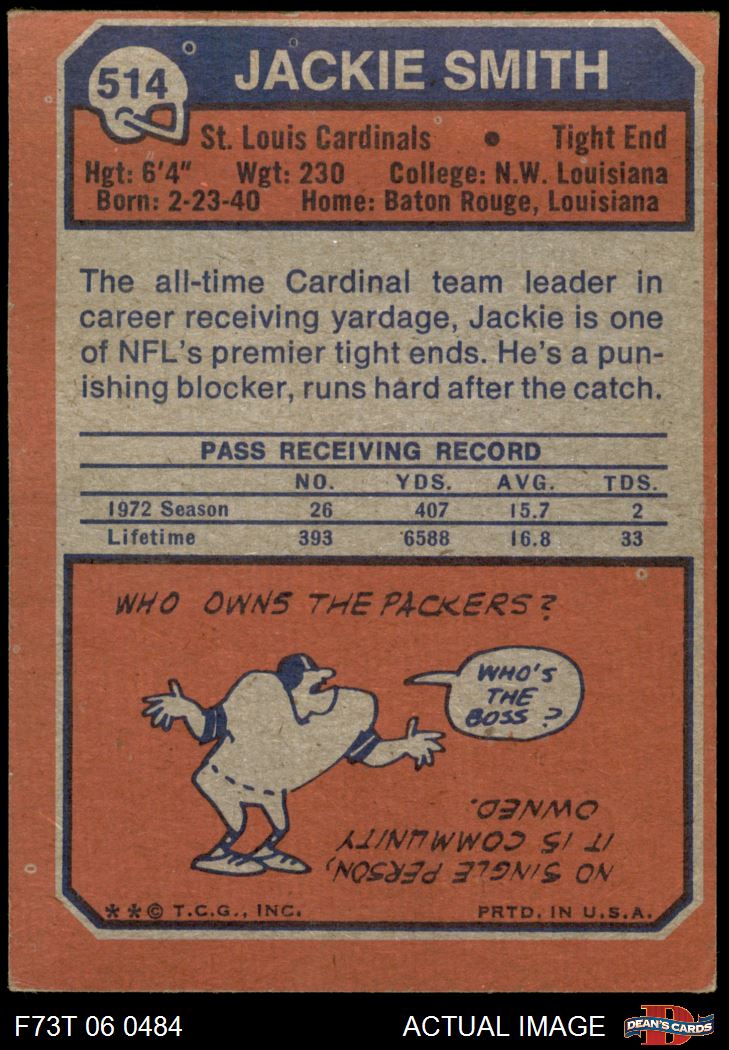 514
JACKIE SMITH
St. Louis Cardinals • Tight End
Hgt: 6'4" Wgt: 230 College: N.W. Louisiana
Born: 2-23-40 Home: Baton Rouge, Louisiana
The all-time Cardinal team leader in
career receiving yardage, Jackie is one
of NFL's premier tight ends. He's a pun-
ishing blocker, runs hard after the catch.
PASS RECEIVING RECORD
NO. YDS. AVG. TDS.
1972 Season 26 407 15.7 2
Lifetime 393 6588 16.8 33
WHO OWNS THE PACKERS?
WHO'S
THE
BOSS ?
NO SINGLE PERSON,
IT IS COMMUNITY
OWNED.
**© T.C.G., INC. PRTD. IN U.S.A.
F73T 06 0484 ACTUAL IMAGE
D
DEAN'S CARDS